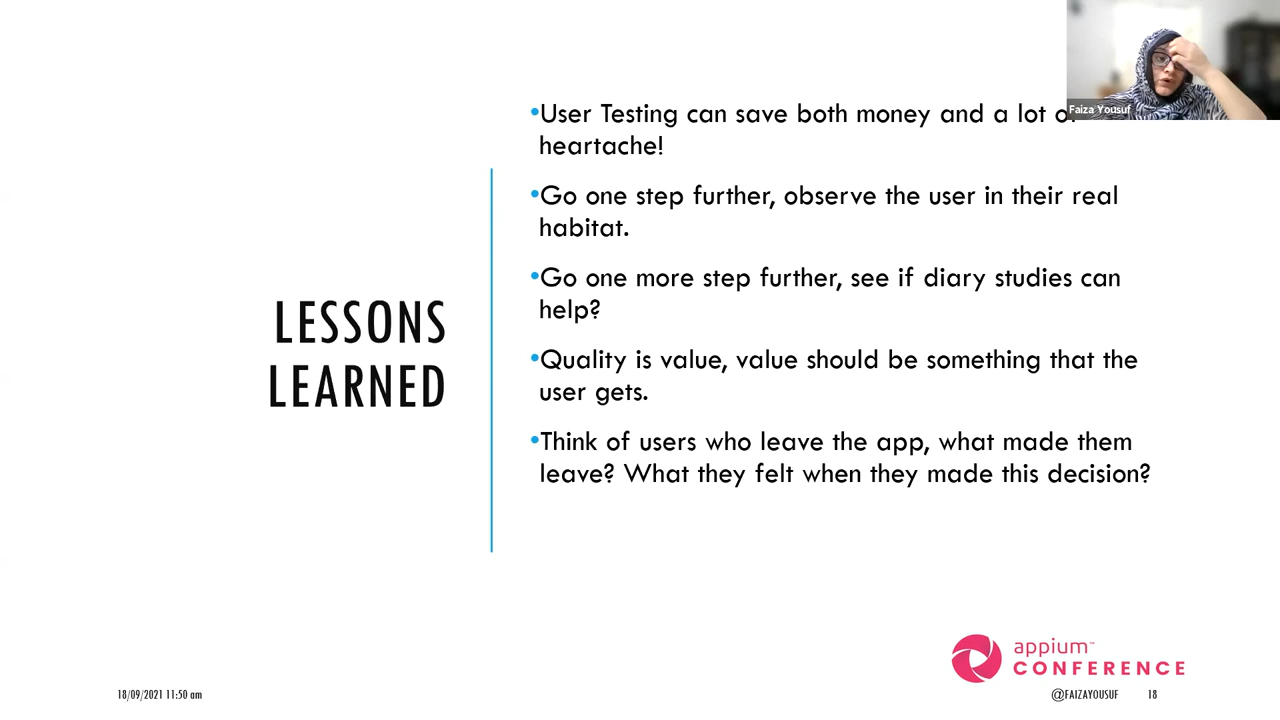 Faiza Yousuf
•User Testing can save both money and a lot
heartache!
•Go one step further, observe the user in their real
habitat.
•Go one more step further, see if diary studies can
help?
LESSONS
LEARNED
•Quality is value, value should be something that the
user gets.
•Think of users who leave the app, what made them
leave? What they felt when they made this decision?
appium™
CONFERENCE
18/09/2021 11:50 am
@FAIZAYOUSUF
18